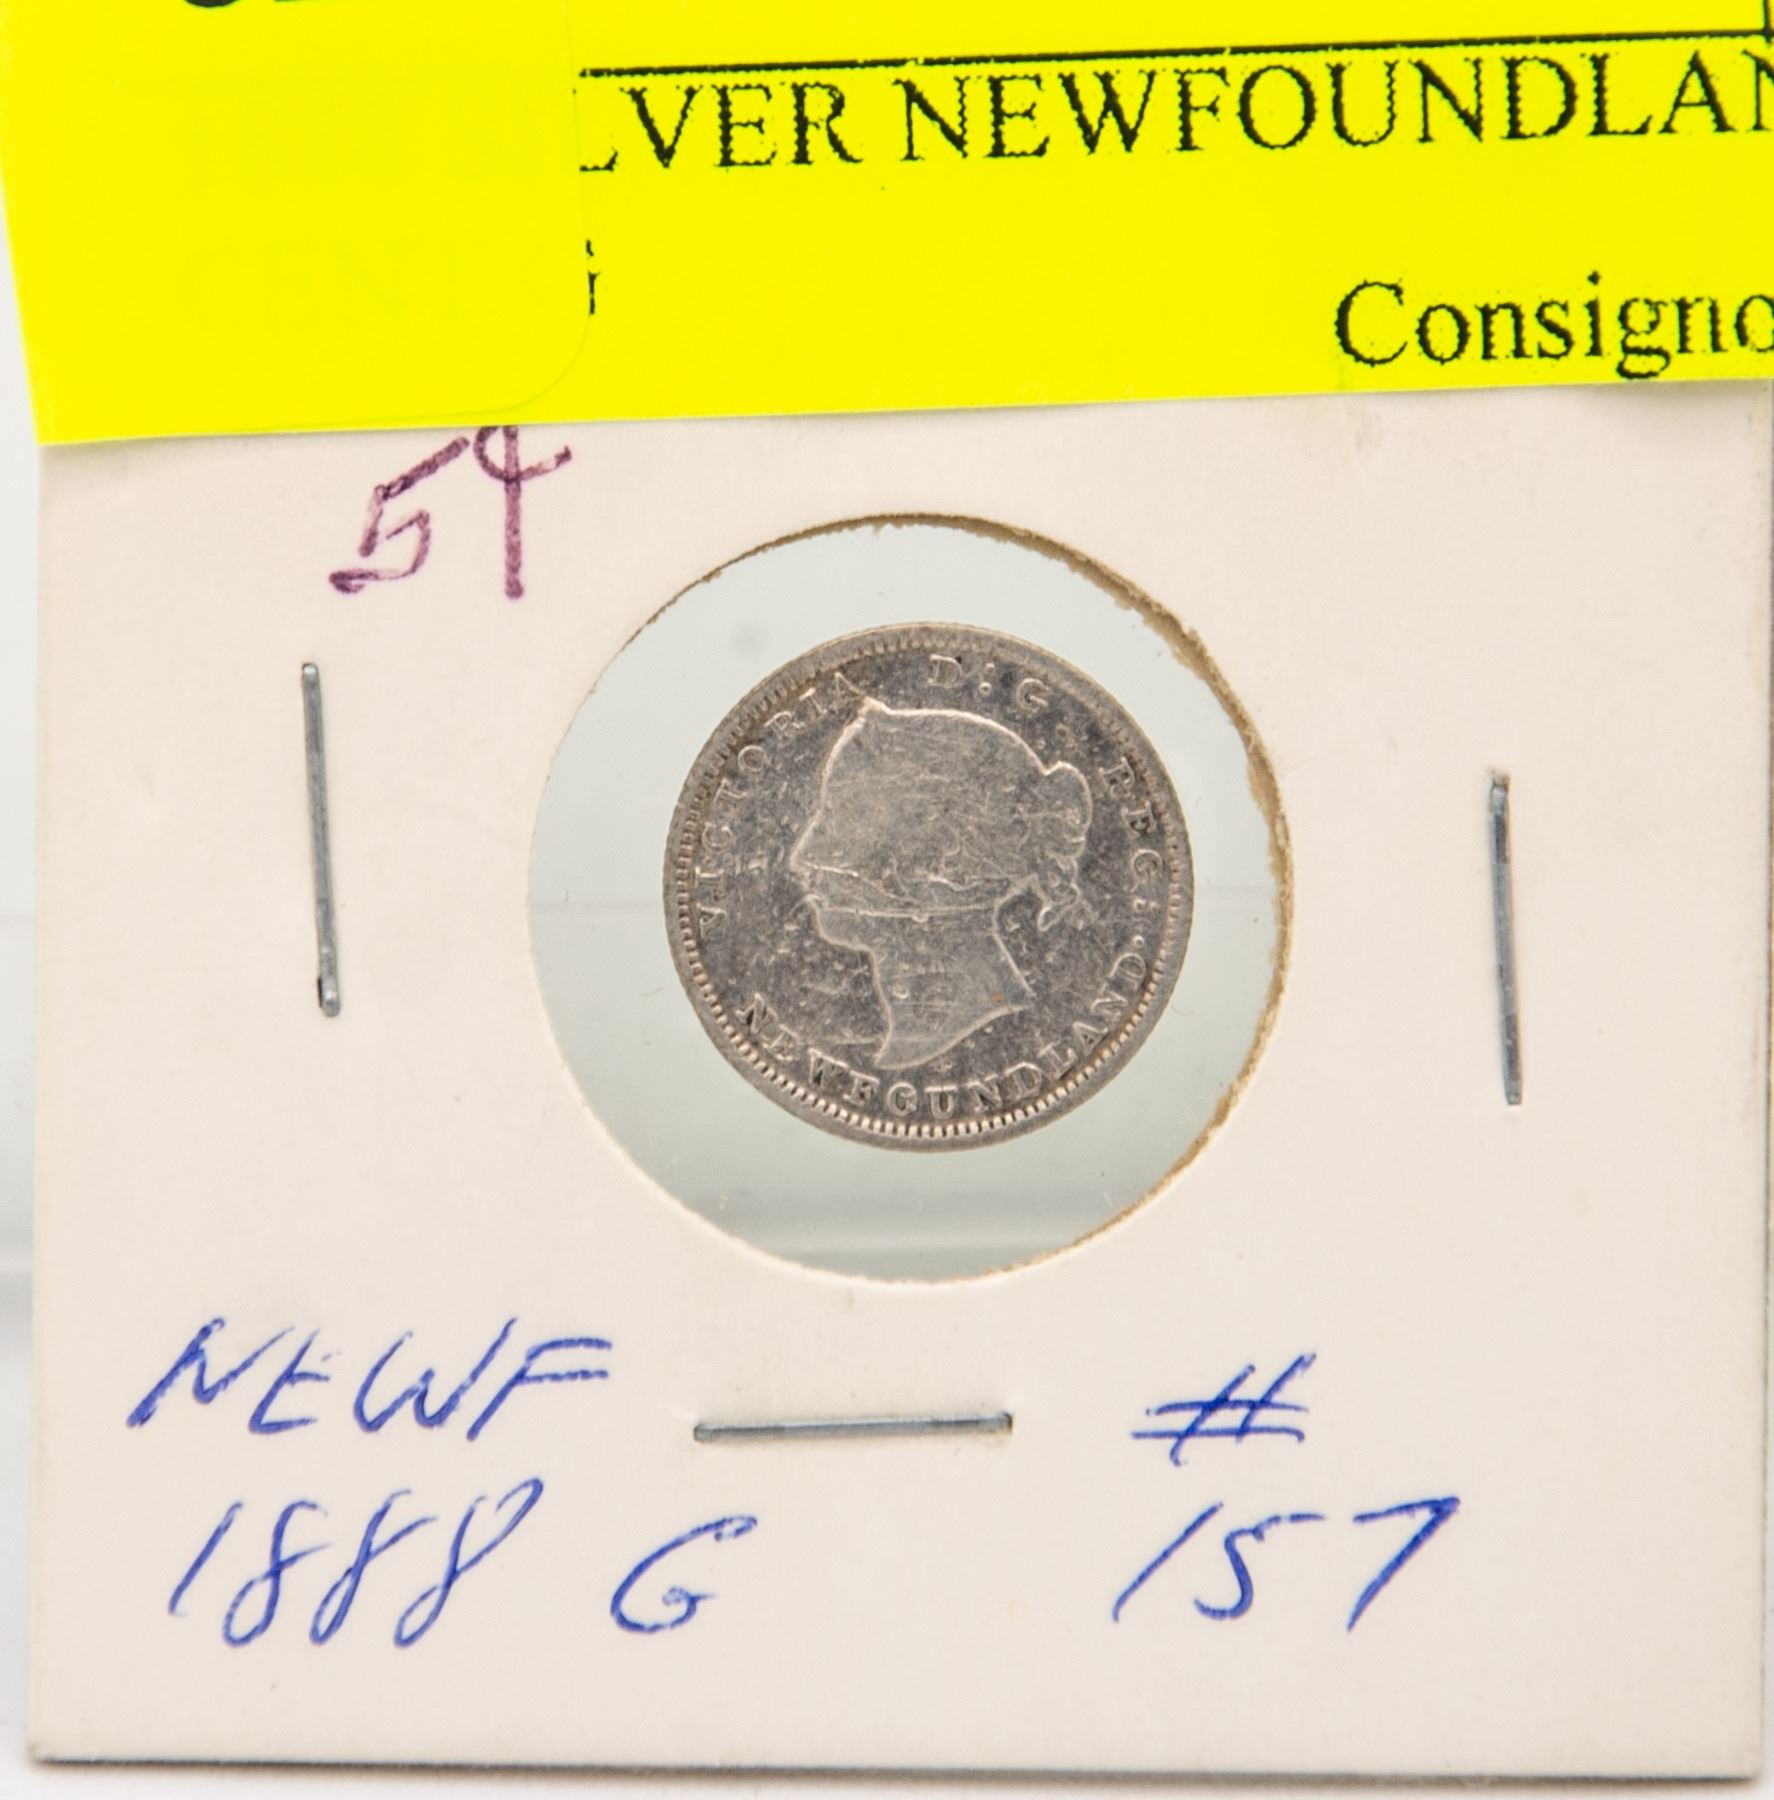 LVER NEWFOUNDLAN
G
Consigno
5¢
VICTORIA D: G: REG:
NEWFOUNDLAND
NEWF #
1888 G 157